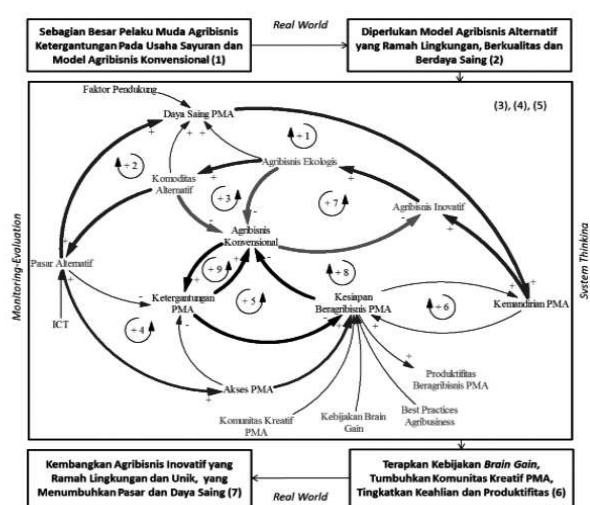 Sebagian Besar Pelaku Muda Agribisnis
Ketergantungan Pada Usaha Sayuran dan
Model Agribisnis Konvensional (1)
Real World
Diperlukan Model Agribisnis Alternatif
yang Ramah Lingkungan, Berkualitas dan
Berdaya Saing (2)
Faktor Pendukung
Daya Saing PMA
(3), (4), (5)
+
+
+
+ 1
+ 2
+
Agribisnis Ekologis
+
Komoditas
Alternatif
+ 3
+ 7
Agribisnis Inovatif
Monitoring-Evaluation
System Thinking
Agribisnis
Konvensional
Pasar Alternatif
+ 9
+ 8
Ketergantungan
PMA
+ 5
Kesiapan
Beragribisnis PMA
+ 6
Kemandirian PMA
ICT
+ 4
Produktifitas
Beragribisnis PMA
Akses PMA
Komunitas Kreatif
PMA
Kebijakan Brain
Gain
Best Practices
Agribusiness
Kembangkan Agribisnis Inovatif yang
Ramah Lingkungan dan Unik, yang
Menumbuhkan Pasar dan Daya Saing (7)
Real World
Terapkan Kebijakan Brain Gain,
Tumbuhkan Komunitas Kreatif PMA,
Tingkatkan Keahlian dan Produktifitas (6)